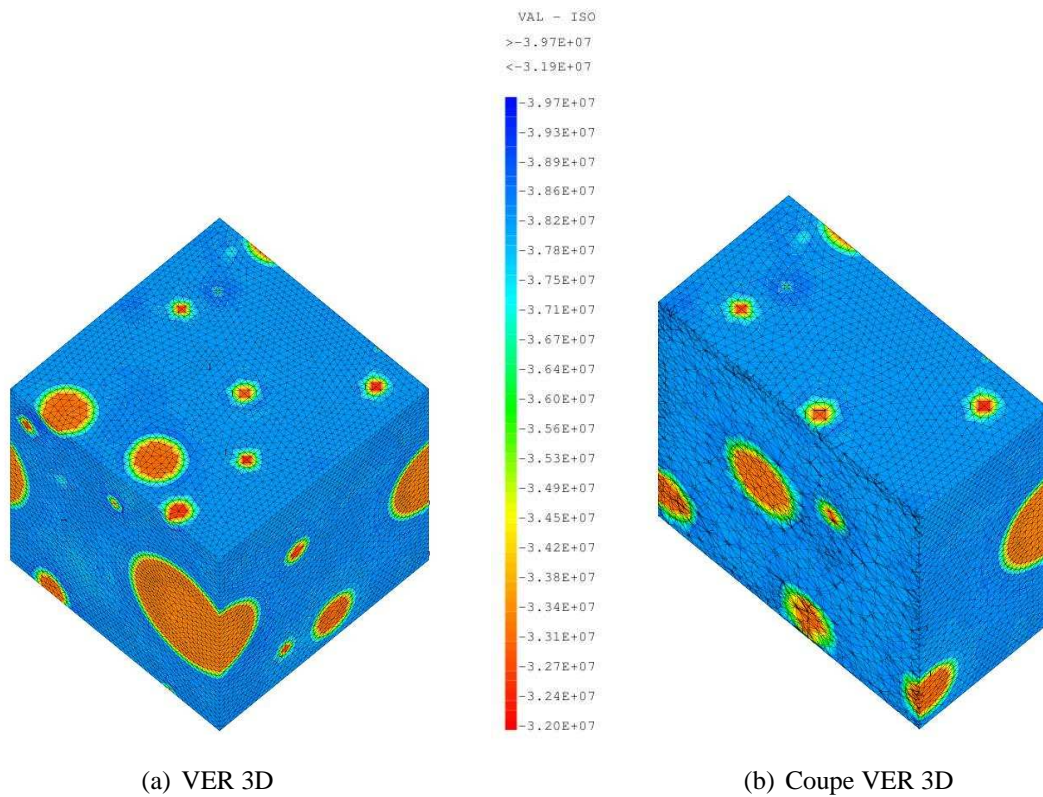 VAL - ISO
>-3.97E+07
<-3.19E+07
-3.97E+07
-3.93E+07
-3.89E+07
-3.86E+07
-3.82E+07
-3.78E+07
-3.75E+07
-3.71E+07
-3.67E+07
-3.64E+07
-3.60E+07
-3.56E+07
-3.53E+07
-3.49E+07
-3.45E+07
-3.42E+07
-3.38E+07
-3.34E+07
-3.31E+07
-3.27E+07
-3.24E+07
-3.20E+07
(a) VER 3D
(b) Coupe VER 3D